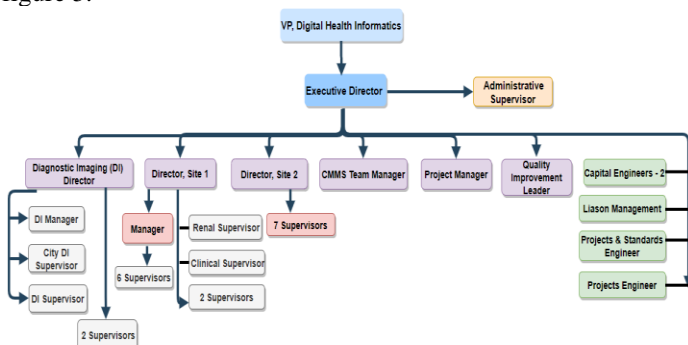 VP, Digital Health Informatics
Executive Director
Administrative
Supervisor
Diagnostic Imaging (DI)
Director
Director, Site 1
Director, Site 2
CMMS Team Manager
Project Manager
Quality
Improvement
Leader
Capital Engineers - 2
DI Manager
Manager
Renal Supervisor
7 Supervisors
Liason Management
City DI
Supervisor
Clinical Supervisor
Projects & Standards
Engineer
6 Supervisors
DI Supervisor
2 Supervisors
Projects Engineer
2 Supervisors